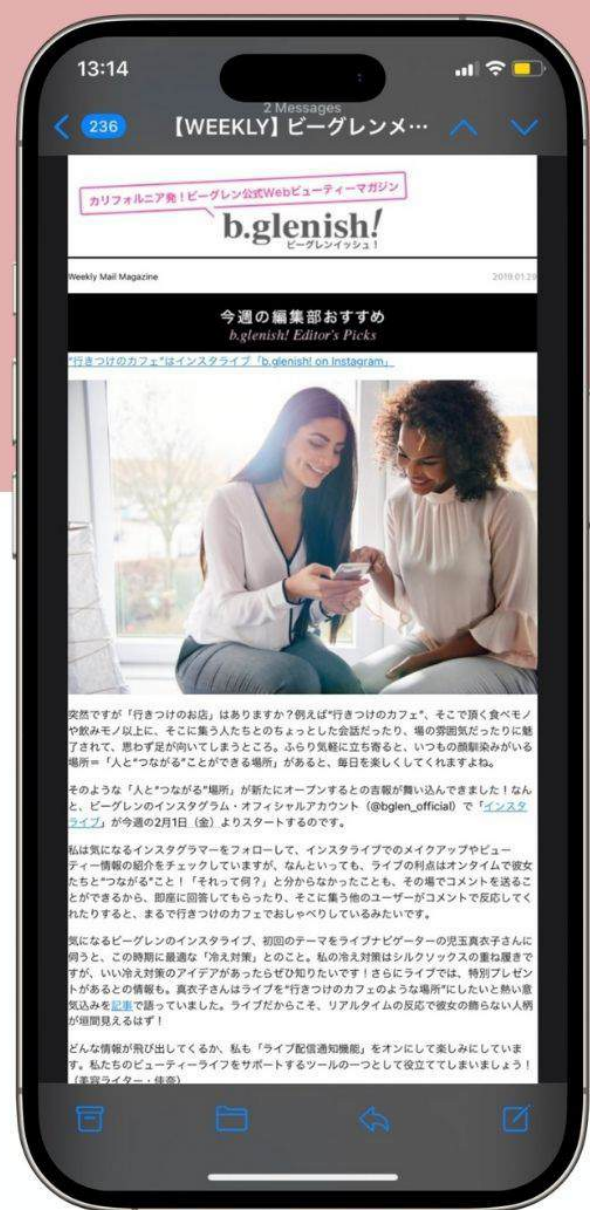 13:14
2 Messages
236
【WEEKLY】ビーグレンメ…
カリフォルニア発！ビーグレン公式Webビューティーマガジン
b.glenish!
ビーグレンイッシュ！
Weekly Mail Magazine
2019.01.29
今週の編集部おすすめ
b.glenish! Editor's Picks
"行きつけのカフェ"はインスタライブ「b.glenish! on Instagram」
突然ですが「行きつけのお店」はありますか？例えば"行きつけのカフェ"、そこで頂く食べモノ
や飲みモノ以上に、そこに集う人たちとのちょっとした会話だったり、場の雰囲気だったりに魅
了されて、思わず足が向いてしまうところ。ふらり気軽に立ち寄ると、いつもの顔馴染みがいる
場所＝「人と"つながる"ことができる場所」があると、毎日を楽しくしてくれますよね。
そのような「人と"つながる"場所」が新たにオープンするとの吉報が舞い込んできました！なん
と、ビーグレンのインスタグラム・オフィシャルアカウント（@bglen_official）で「インスタ
ライブ」が今週の2月1日（金）よりスタートするのです。
私は気になるインスタグラマーをフォローして、インスタライブでのメイクアップやビュー
ティー情報の紹介をチェックしていますが、なんといっても、ライブの利点はオンタイムで彼女
たちと"つながる"こと！「それって何？」と分からなかったことも、その場でコメントを送るこ
とができるから、即座に回答してもらったり、そこに集う他のユーザーがコメントで反応してく
れたりすると、まるで行きつけのカフェでおしゃべりしているみたいです。
気になるビーグレンのインスタライブ、初回のテーマをライブナビゲーターの児玉真衣子さんに
伺うと、この時期に最適な「冷え対策」とのこと。私の冷え対策はシルクソックスの重ね履きで
すが、いい冷え対策のアイデアがあったらぜひ知りたいです！さらにライブでは、特別プレゼン
トがあるとの情報も。真衣子さんはライブを"行きつけのカフェのような場所"にしたいと熱い意
気込みを記事で語っていました。ライブだからこそ、リアルタイムの反応で彼女の飾らない人柄
が垣間見えるはず！
どんな情報が飛び出してくるか、私も「ライブ配信通知機能」をオンにして楽しみにしていま
す。私たちのビューティーライフをサポートするツールの一つとして役立ててしまいましょう！
（美容ライター・佳奈）